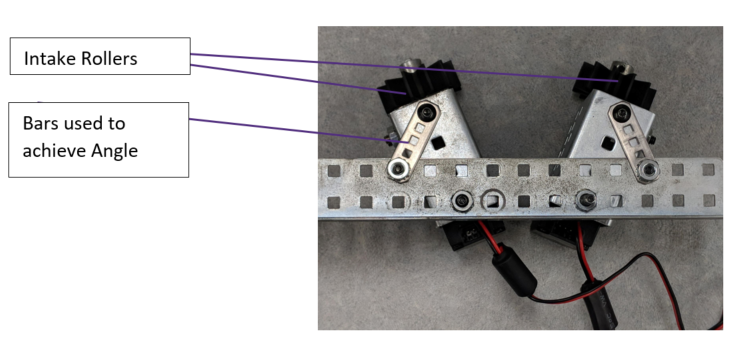 Intake Rollers
Bars used to
achieve Angle